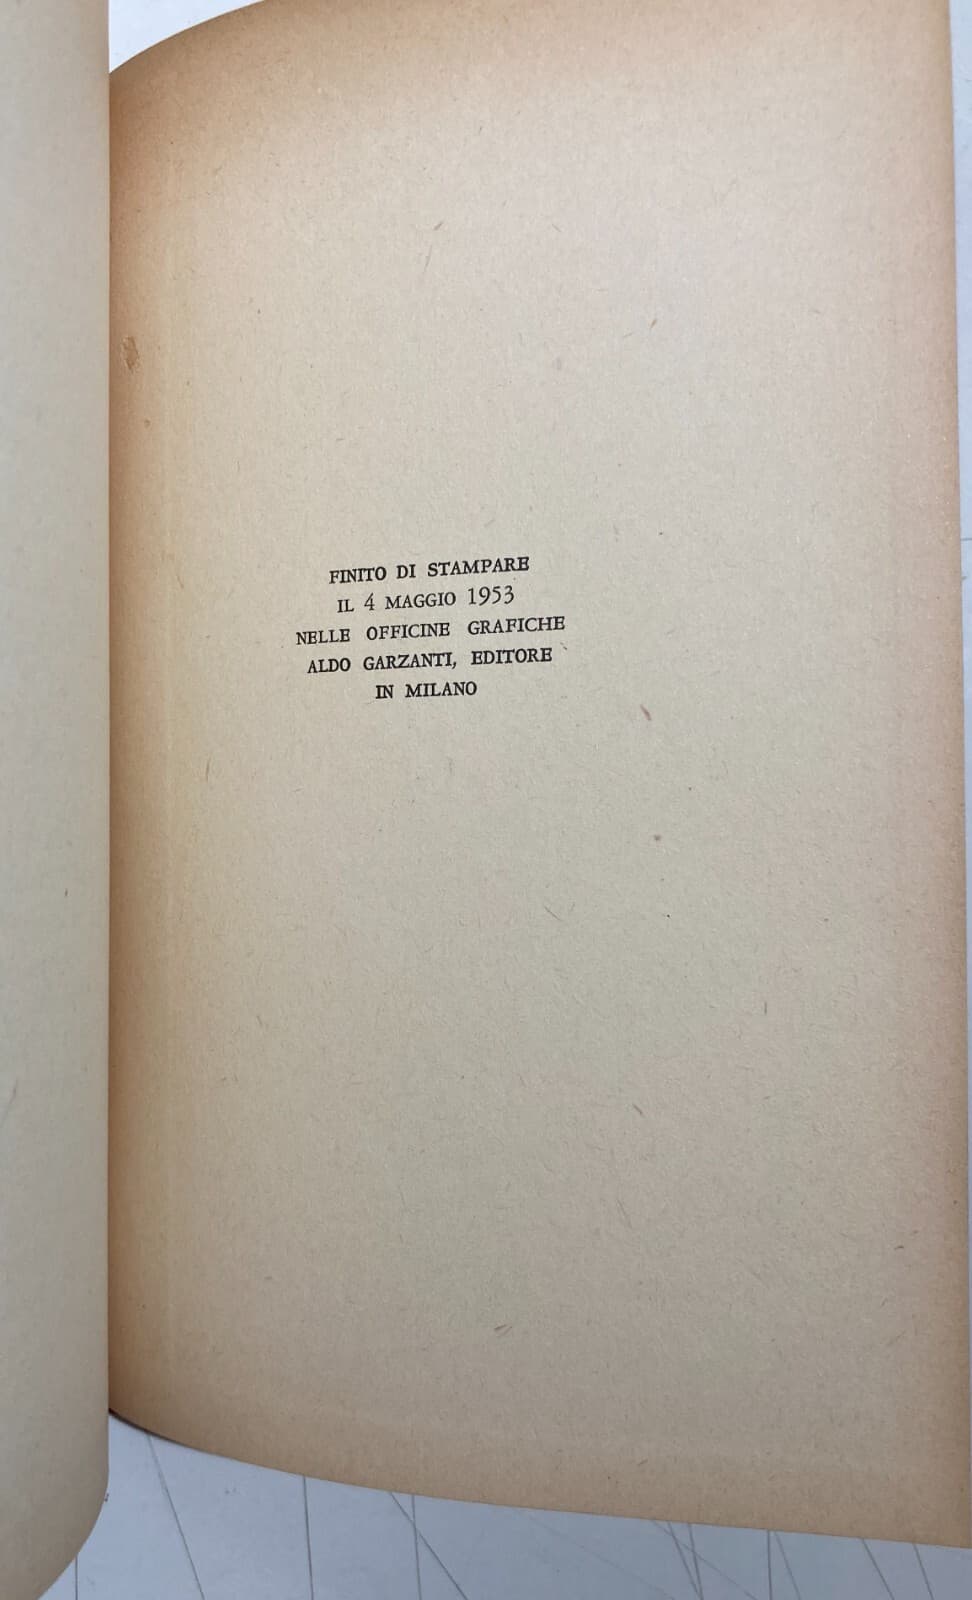 FINITO DI STAMPARE
IL 4 MAGGIO 1953
NELLE OFFICINE GRAFICHE
ALDO GARZANTI, EDITORE
IN MILANO